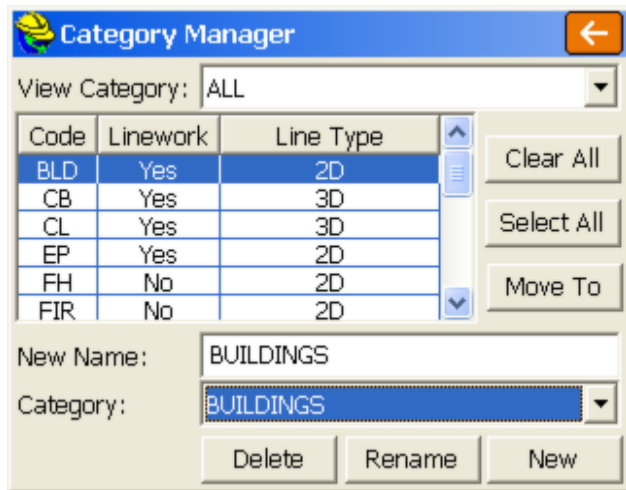 Category Manager
View Category: ALL
Code Linework Line Type
BLD Yes 2D
CB Yes 3D
CL Yes 3D
EP Yes 2D
FH No 2D
FIR No 2D
Clear All
Select All
Move To
New Name: BUILDINGS
Category: BUILDINGS
Delete Rename New